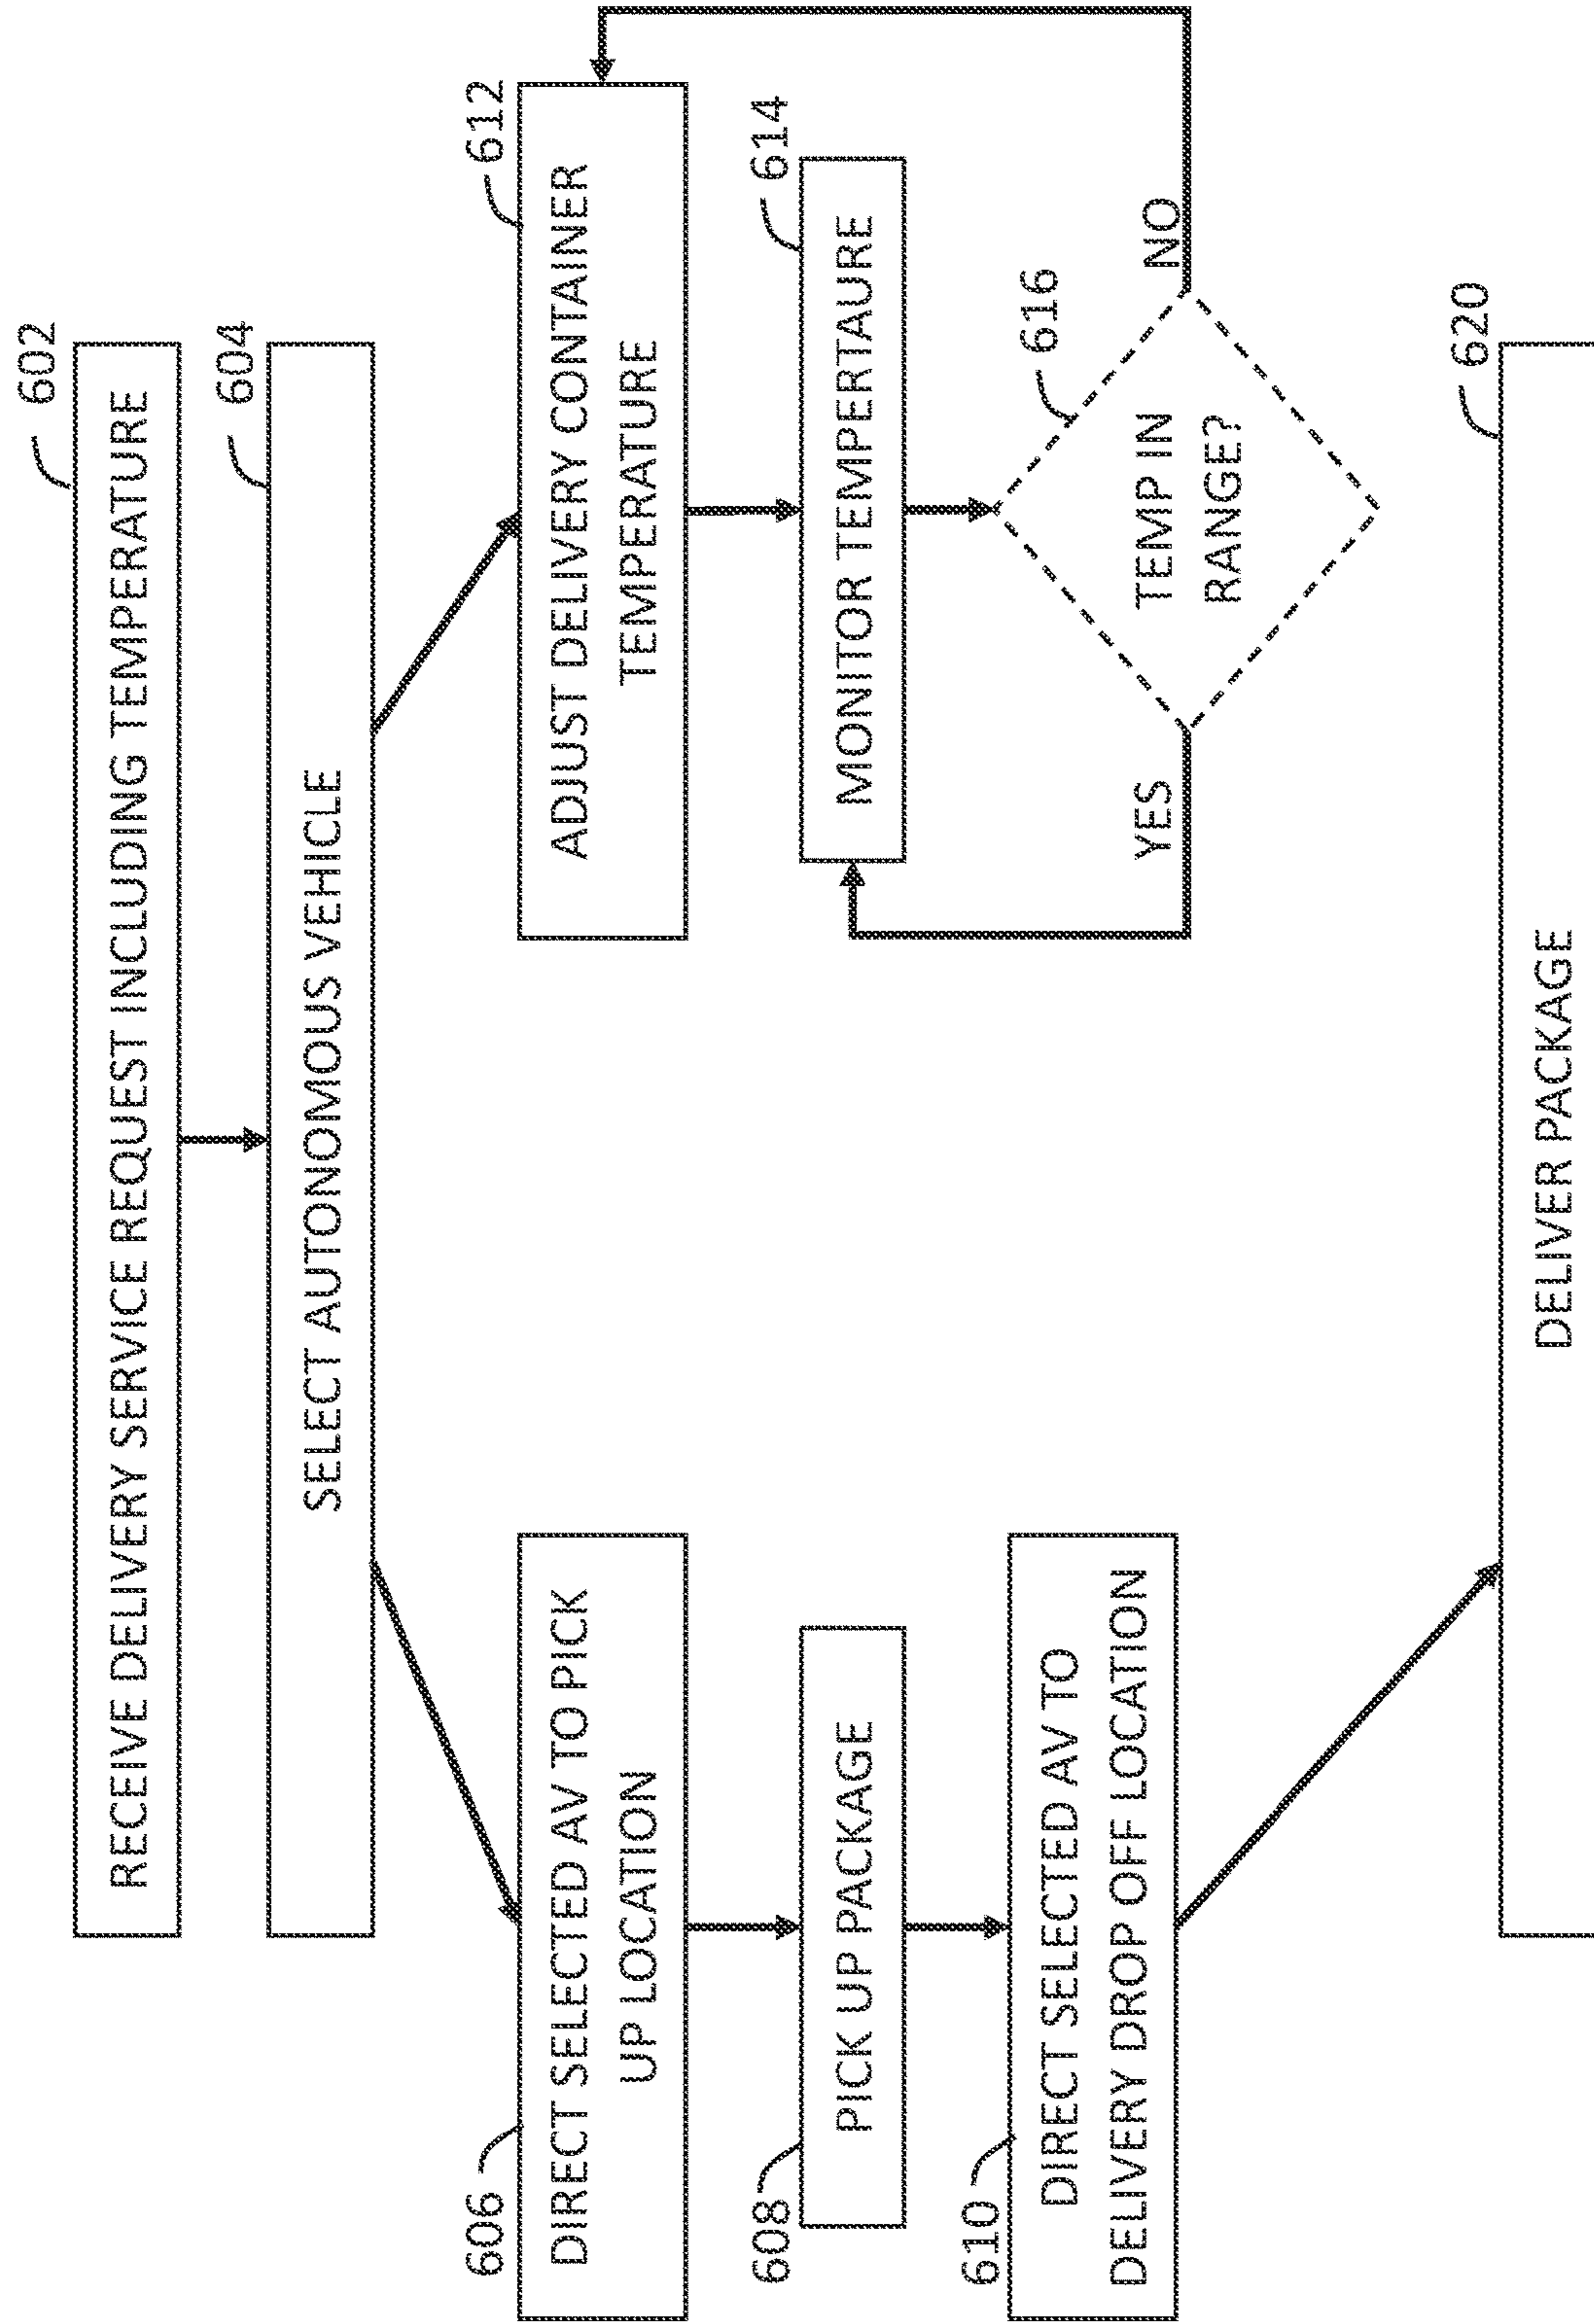 602
RECEIVE DELIVERY SERVICE REQUEST INCLUDING TEMPERATURE
604
SELECT AUTONOMOUS VEHICLE
606
DIRECT SELECTED AV TO PICK
UP LOCATION
608
PICK UP PACKAGE
610
DIRECT SELECTED AV TO
DELIVERY DROP OFF LOCATION
612
ADJUST DELIVERY CONTAINER
TEMPERATURE
614
MONITOR TEMPERTAURE
616
TEMP IN
RANGE?
YES
NO
620
DELIVER PACKAGE